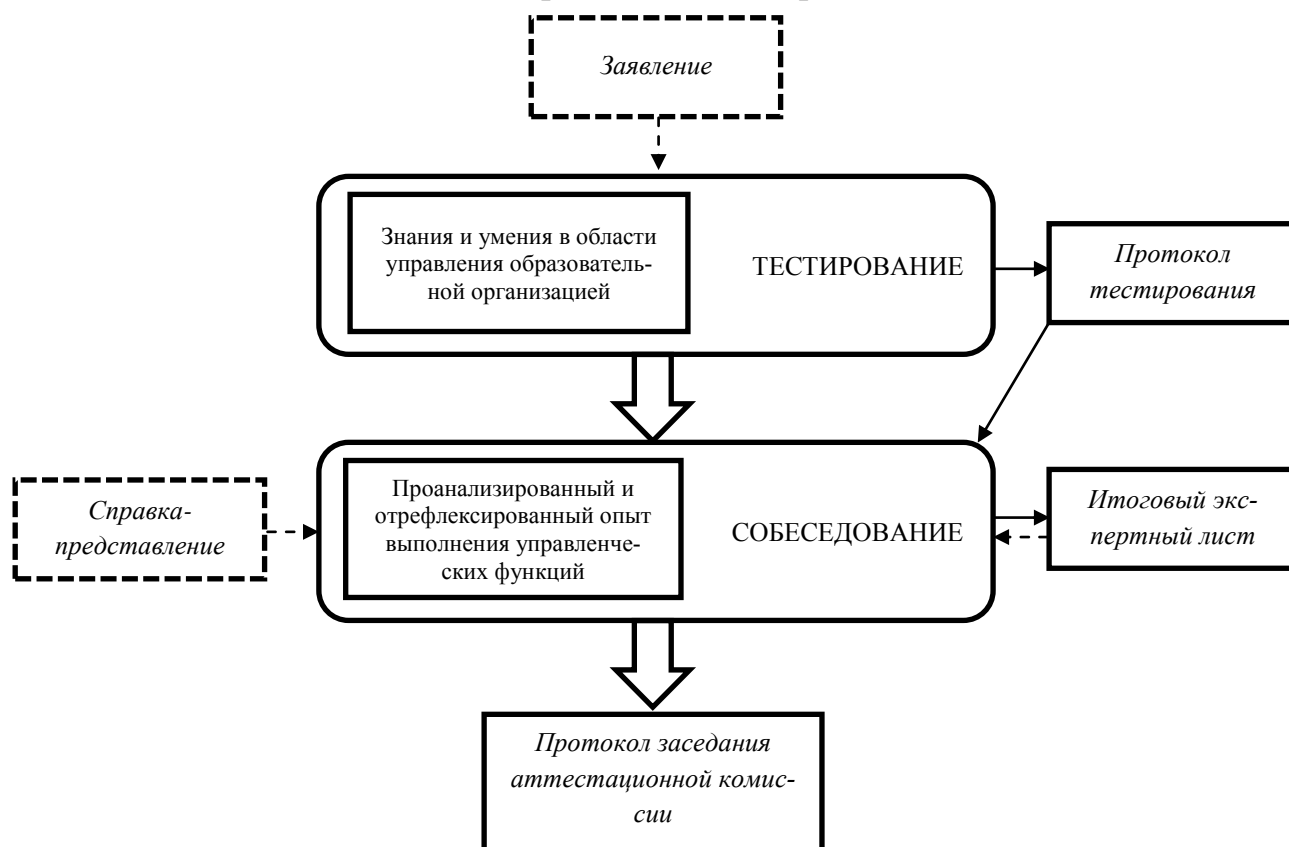 Заявление
Знания и умения в области
управления образователь-
ной организацией
ТЕСТИРОВАНИЕ
Протокол
тестирования
Справка-
представление
Проанализированный и
отрефлексированный опыт
выполнения управленче-
ских функций
СОБЕСЕДОВАНИЕ
Итоговый экс-
пертный лист
Протокол заседания
аттестационной комис-
сии